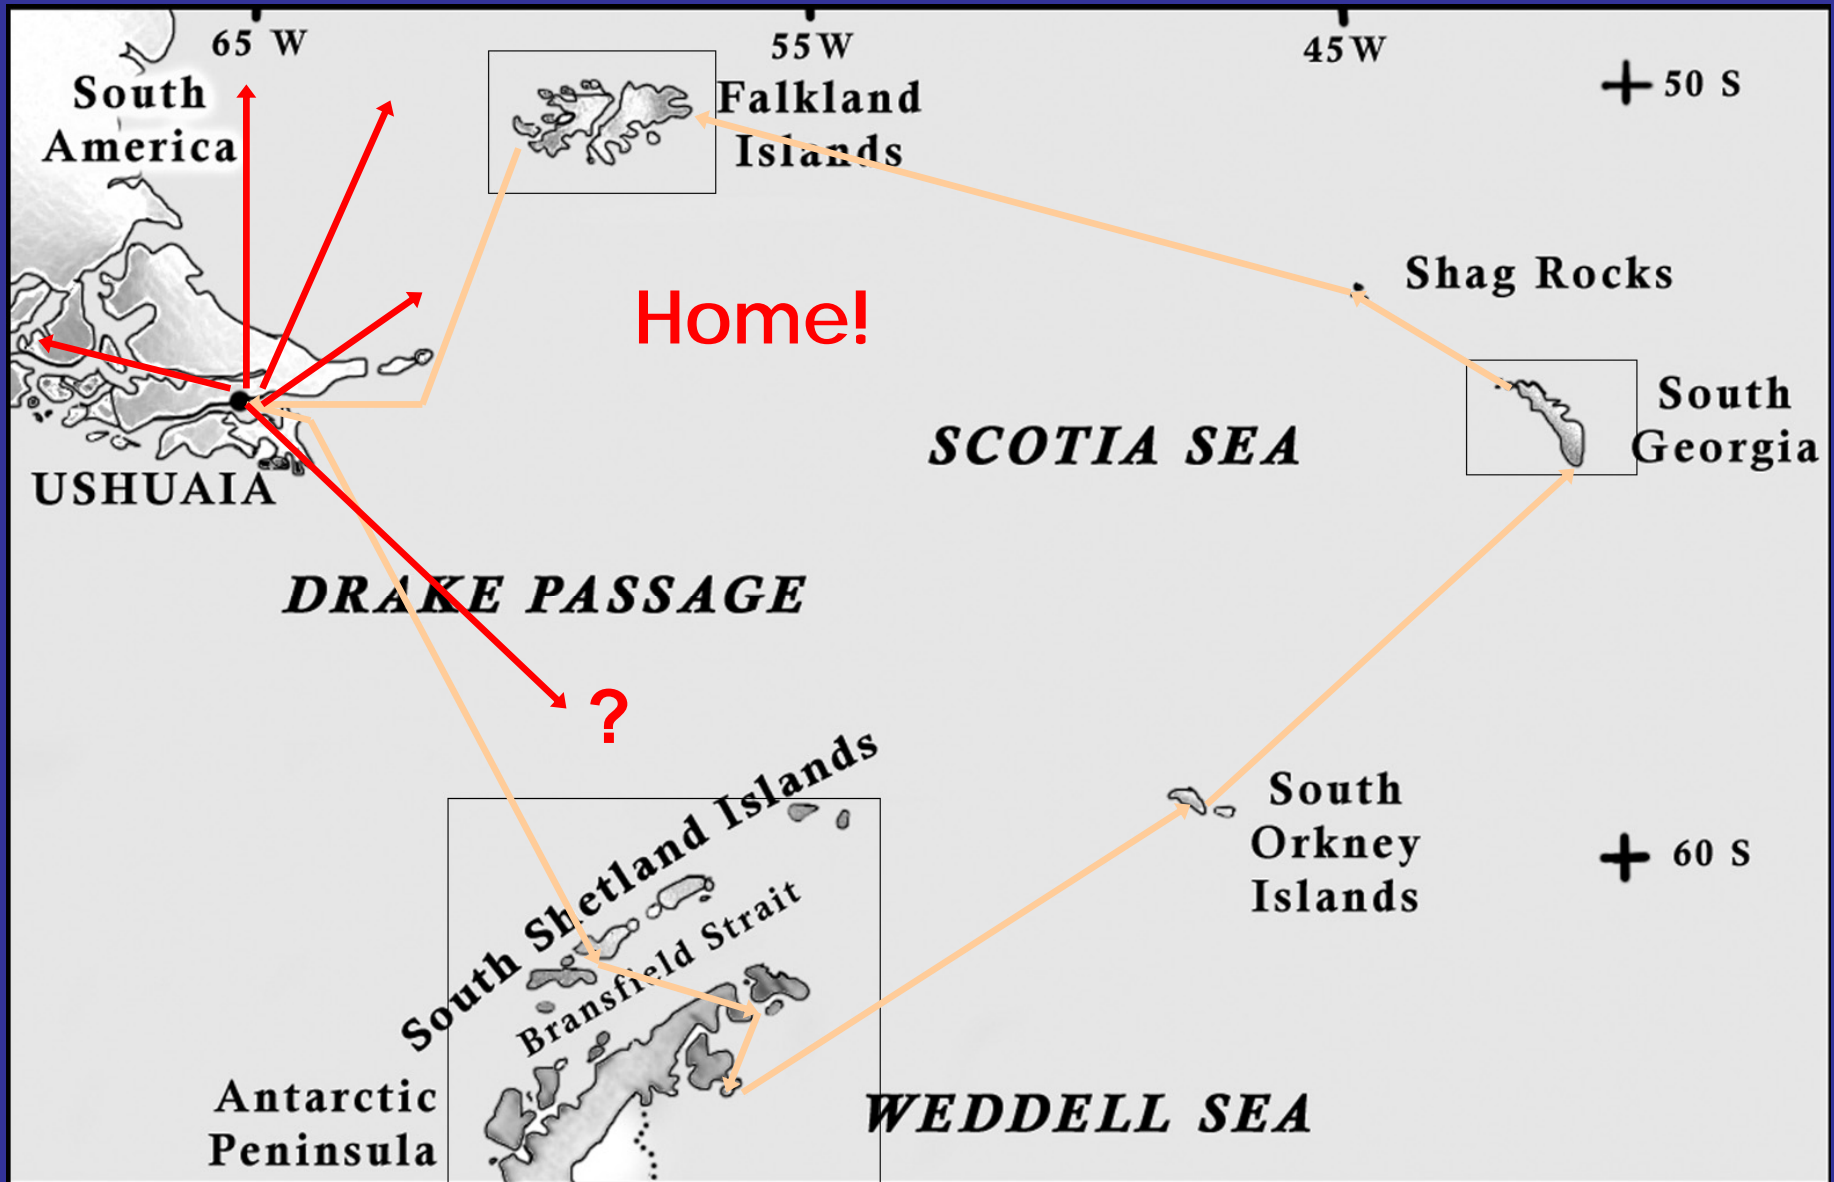 65 W
55W
45W
South
America
Falkland
Islands
50 S
Shag Rocks
Home!
South
Georgia
SCOTIA SEA
USHUAIA
DRAKE PASSAGE
?
South Shetland Islands
South
Orkney
Islands
60 S
Bransfield Strait
Antarctic
Peninsula
WEDDELL SEA